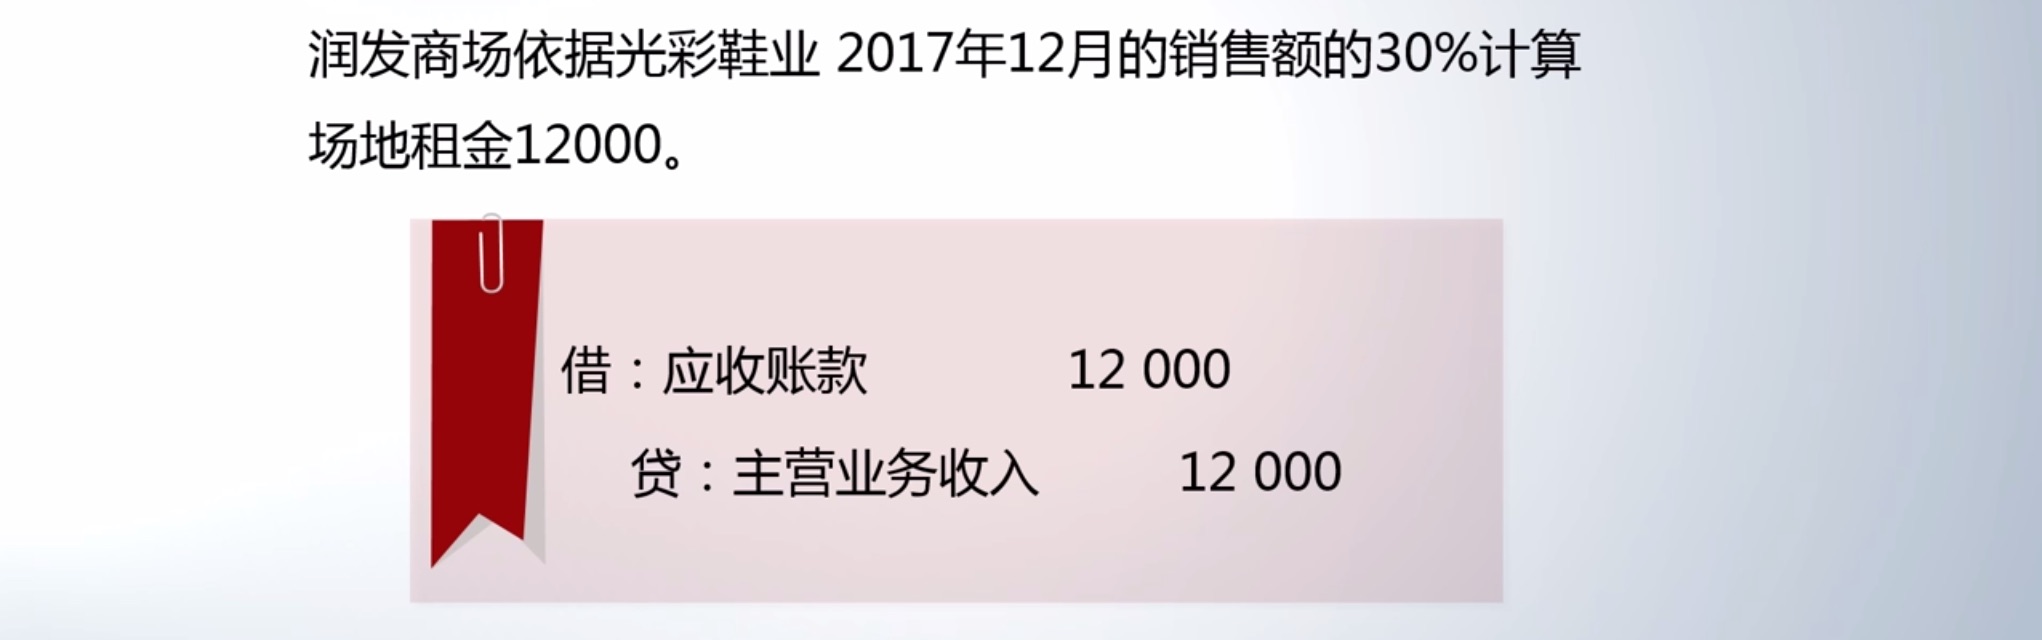 润发商场依据光彩鞋业 2017年12月的销售额的30%计算
场地租金12000。
借：应收账款 12 000
贷：主营业务收入 12 000